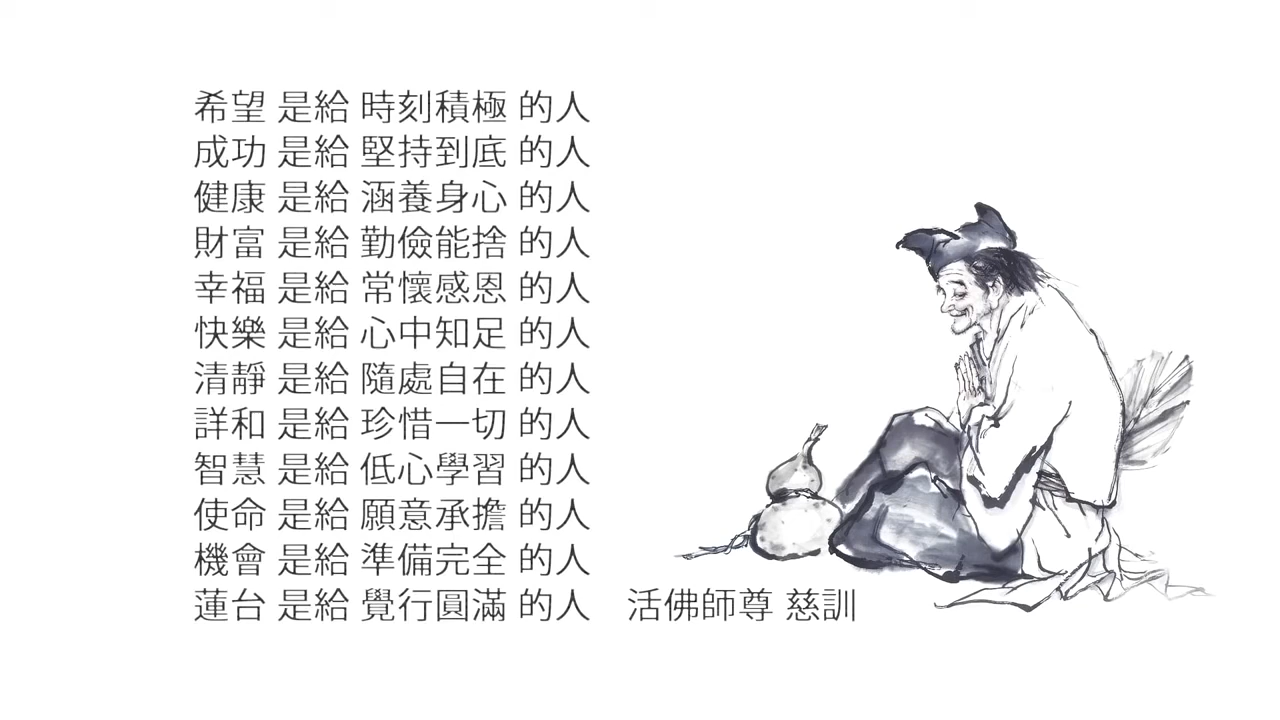 希望 是給 時刻積極 的人
成功 是給 堅持到底 的人
健康 是給 涵養身心 的人
財富 是給 勤儉能捨 的人
幸福 是給 常懷感恩 的人
快樂 是給 心中知足 的人
清靜 是給 隨處自在 的人
詳和 是給 珍惜一切 的人
智慧 是給 低心學習 的人
使命 是給 願意承擔 的人
機會 是給 準備完全 的人
蓮台 是給 覺行圓滿 的人 活佛師尊 慈訓